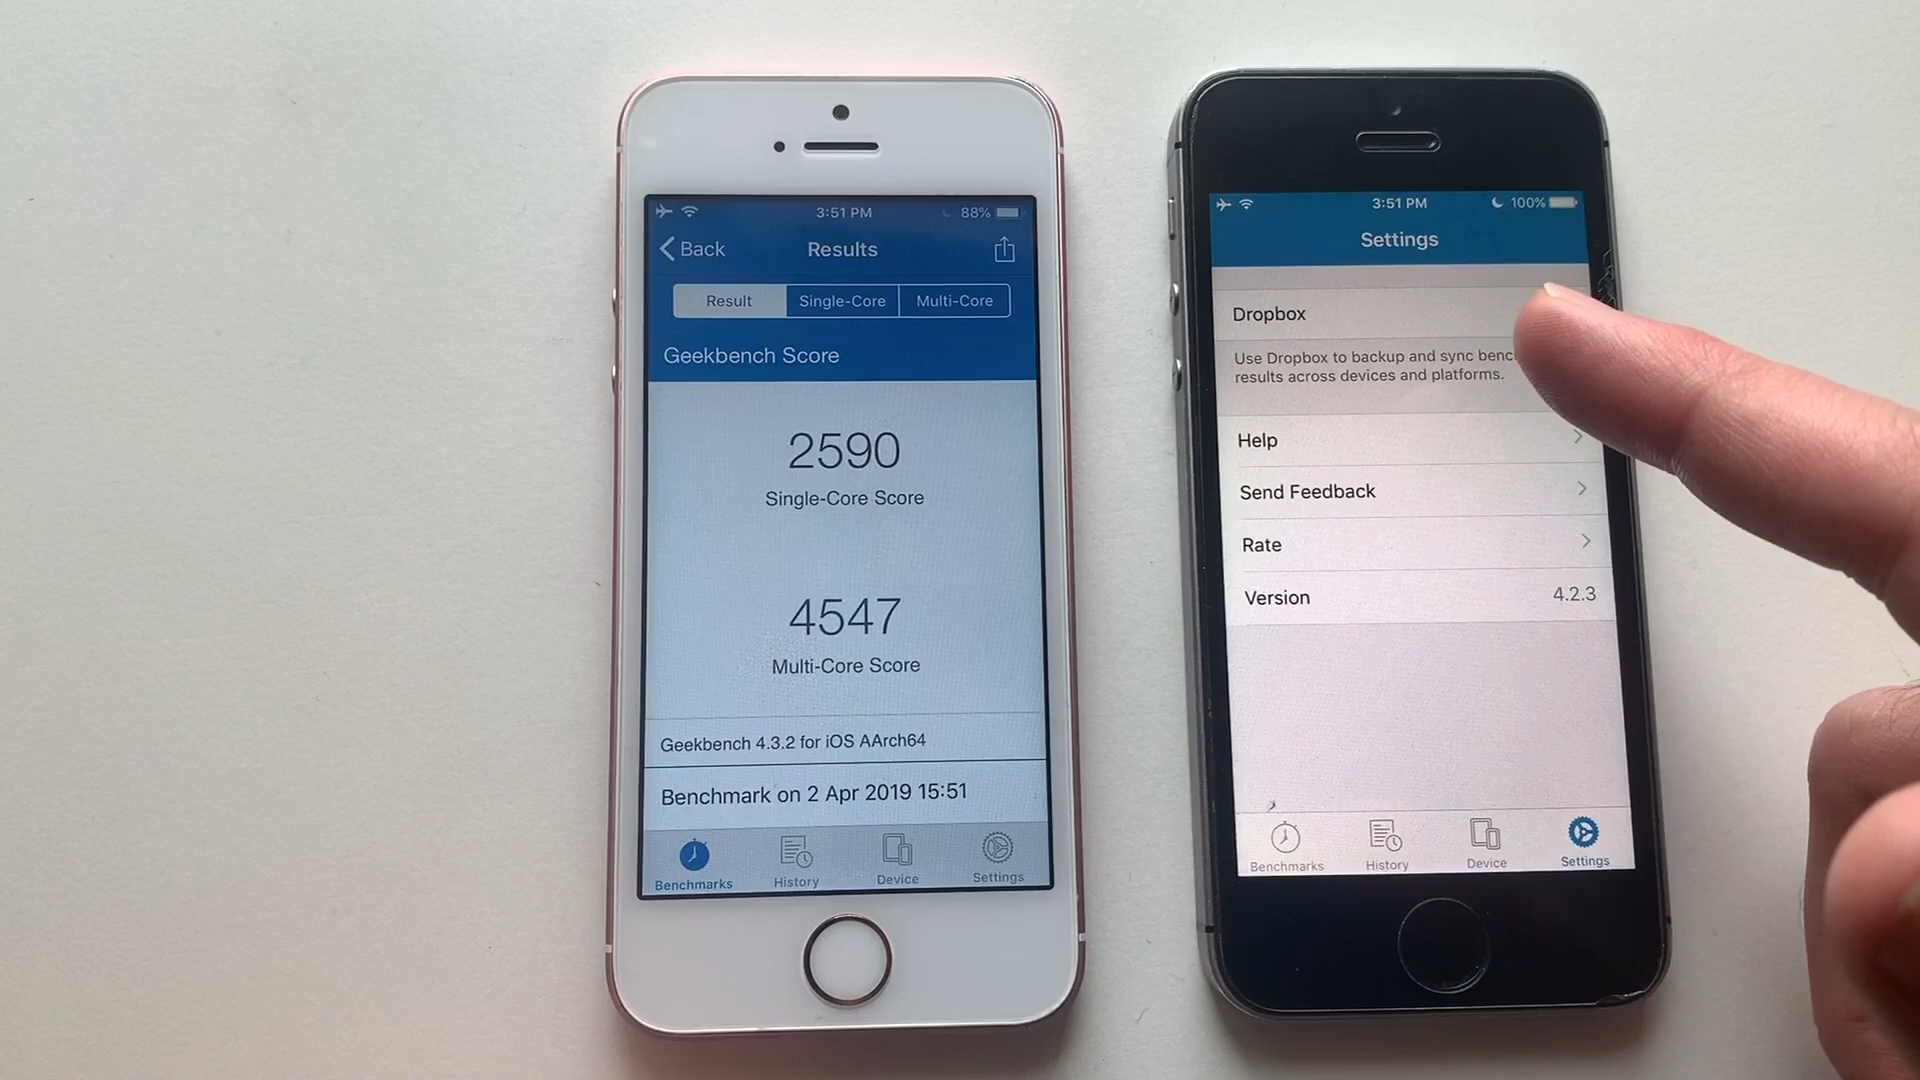 3:51 PM
88%
Back
Results
Result
Single-Core
Multi-Core
Geekbench Score
2590
Single-Core Score
4547
Multi-Core Score
Geekbench 4.3.2 for iOS AArch64
Benchmark on 2 Apr 2019 15:51
Benchmarks
History
Device
Settings
3:51 PM
100%
Settings
Dropbox
Use Dropbox to backup and sync benc
results across devices and platforms.
Help
Send Feedback
Rate
Version
4.2.3
Benchmarks
History
Device
Settings